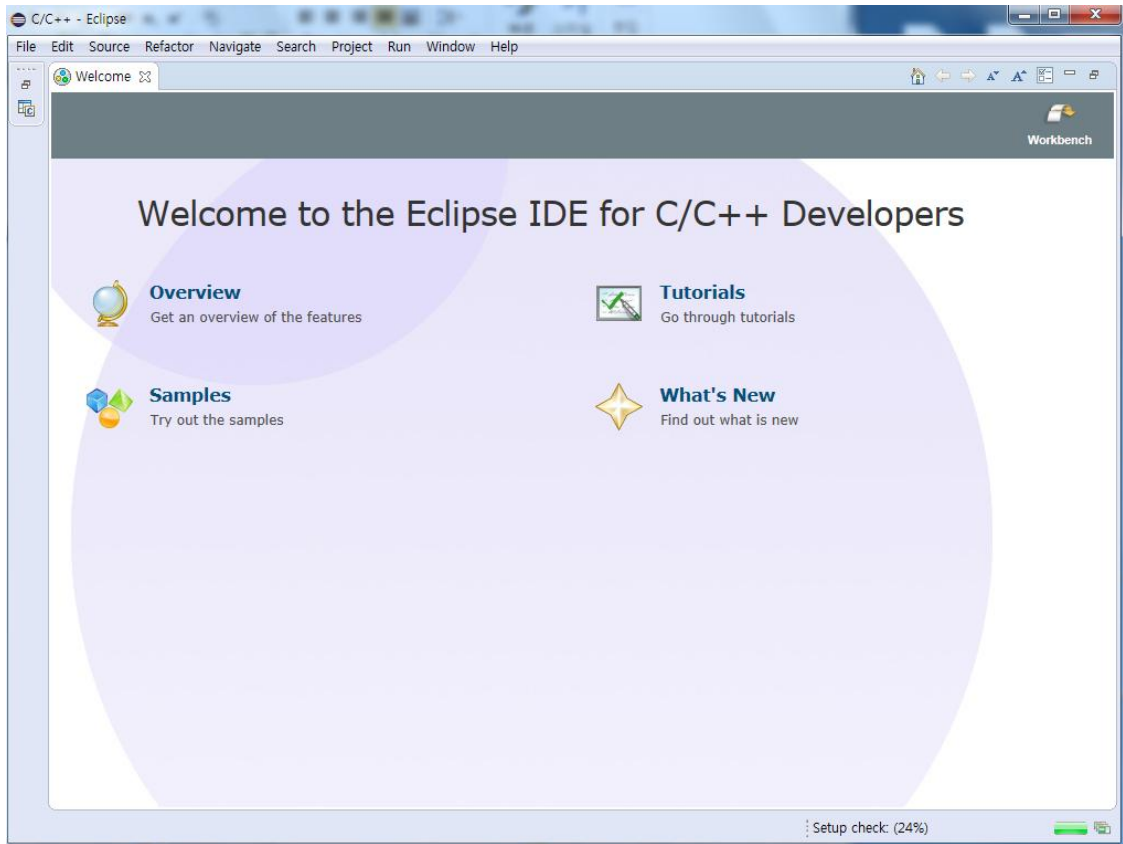 C/C++ - Eclipse
File Edit Source Refactor Navigate Search Project Run Window Help
Welcome
Workbench
Welcome to the Eclipse IDE for C/C++ Developers
Overview
Get an overview of the features
Tutorials
Go through tutorials
Samples
Try out the samples
What's New
Find out what is new
Setup check: (24%)